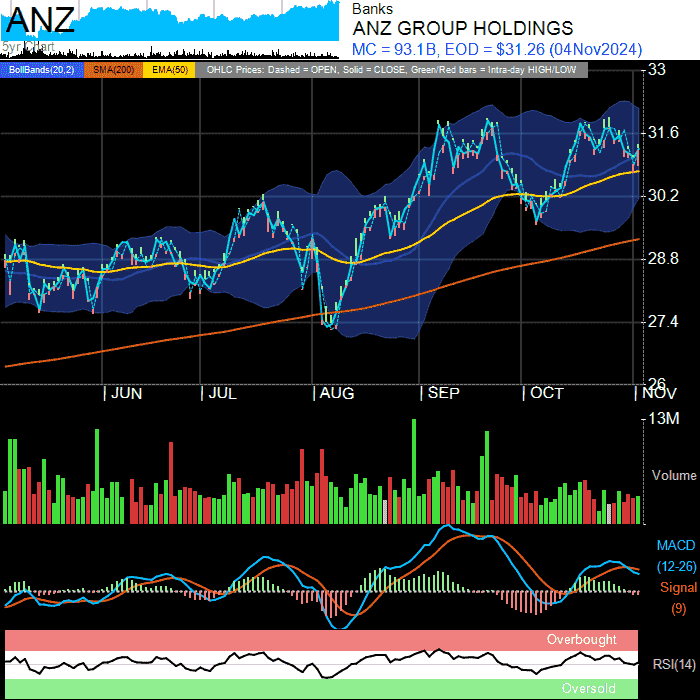 ANZ
5yr Chart
Banks
ANZ GROUP HOLDINGS
MC = 93.1B, EOD = $31.26 (04Nov2024)
BollBands(20,2) SMA(200) EMA(50) OHLC Prices: Dashed = OPEN, Solid = CLOSE, Green/Red bars = Intra-day HIGH/LOW
33
31.6
30.2
28.8
27.4
26
JUN JUL AUG SEP OCT NOV
13M
Volume
MACD
(12-26)
Signal
(9)
Overbought
RSI(14)
Oversold